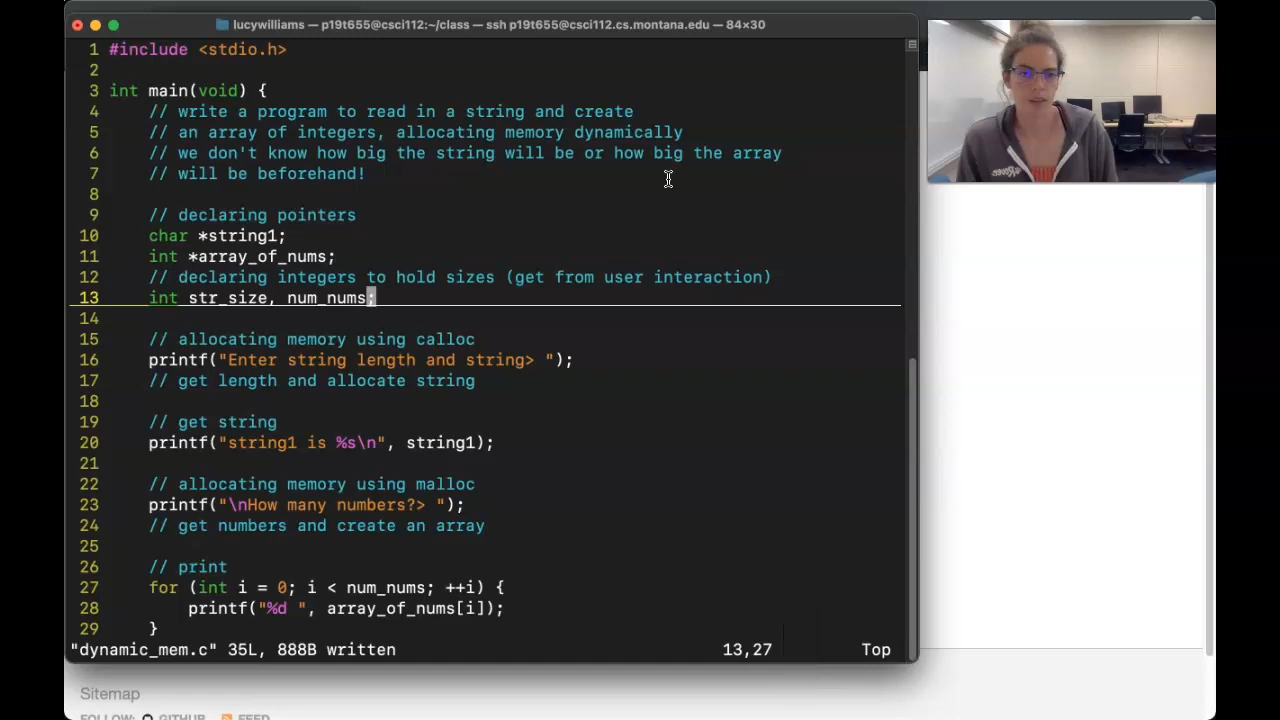 lucywilliams — p19t655@csci112:~/class — ssh p19t655@csci112.cs.montana.edu — 84×30
1 #include <stdio.h>
2
3 int main(void) {
4     // write a program to read in a string and create
5     // an array of integers, allocating memory dynamically
6     // we don't know how big the string will be or how big the array
7     // will be beforehand!
8
9     // declaring pointers
10     char *string1;
11     int *array_of_nums;
12     // declaring integers to hold sizes (get from user interaction)
13     int str_size, num_nums;
14
15     // allocating memory using calloc
16     printf("Enter string length and string> ");
17     // get length and allocate string
18
19     // get string
20     printf("string1 is %s\n", string1);
21
22     // allocating memory using malloc
23     printf("\nHow many numbers?> ");
24     // get numbers and create an array
25
26     // print
27     for (int i = 0; i < num_nums; ++i) {
28         printf("%d ", array_of_nums[i]);
29     }
"dynamic_mem.c" 35L, 888B written 13,27 Top
Sitemap
FOLLOW: GITHUB FEED